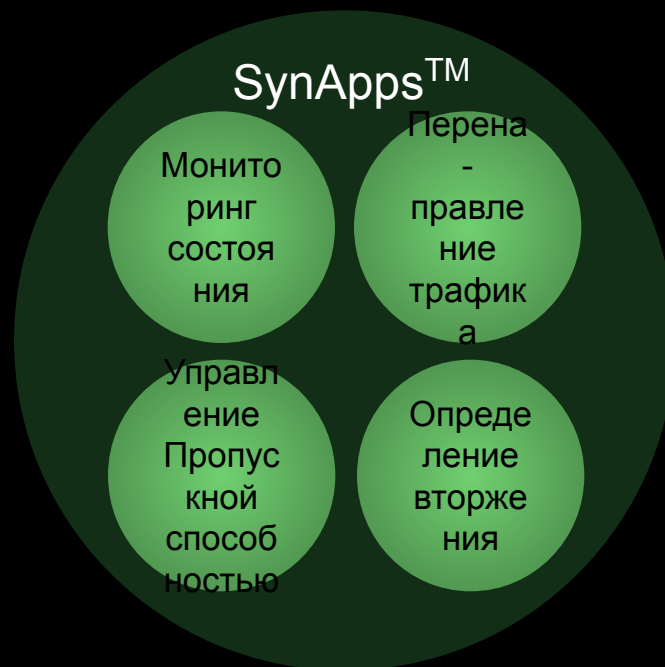 SynApps™
Монито
ринг
состоя
ния
Перена
-
правле
ние
трафик
а
Управл
ение
Пропус
кной
способ
ностью
Опреде
ление
вторже
ния